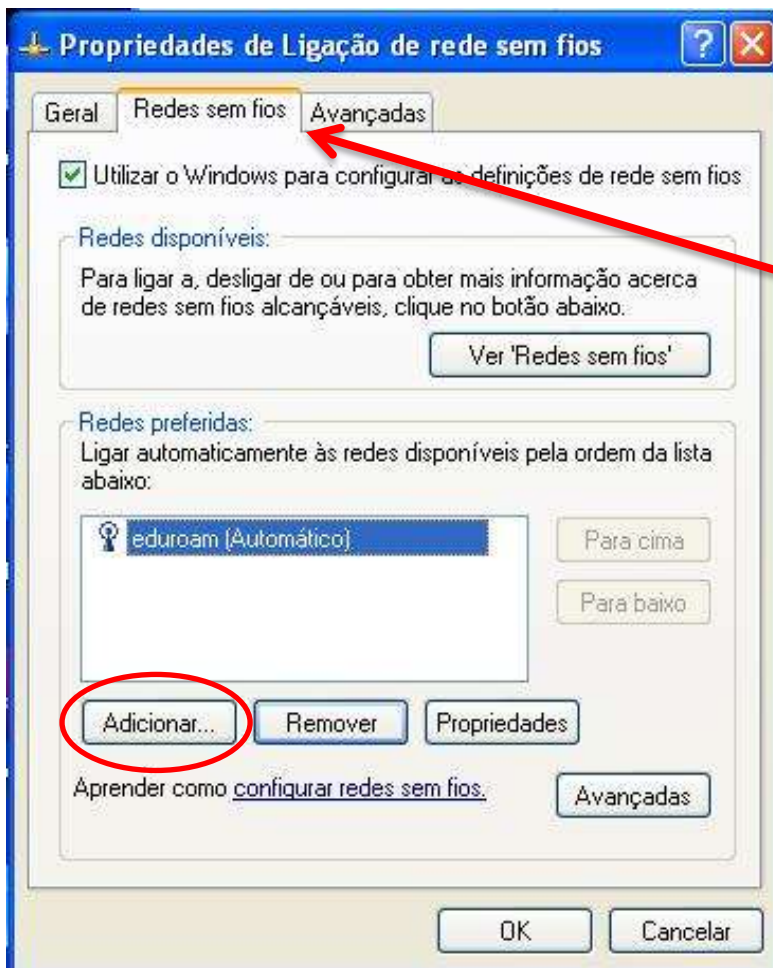 Propriedades de Ligação de rede sem fios
Geral Redes sem fios Avançadas
Utilizar o Windows para configurar as definições de rede sem fios
Redes disponíveis:
Para ligar a, desligar de ou para obter mais informação acerca
de redes sem fios alcançáveis, clique no botão abaixo.
Ver 'Redes sem fios'
Redes preferidas:
Ligar automaticamente às redes disponíveis pela ordem da lista
abaixo:
eduroam (Automático)
Para cima
Para baixo
Adicionar... Remover Propriedades
Aprender como configurar redes sem fios.
Avançadas
OK Cancelar